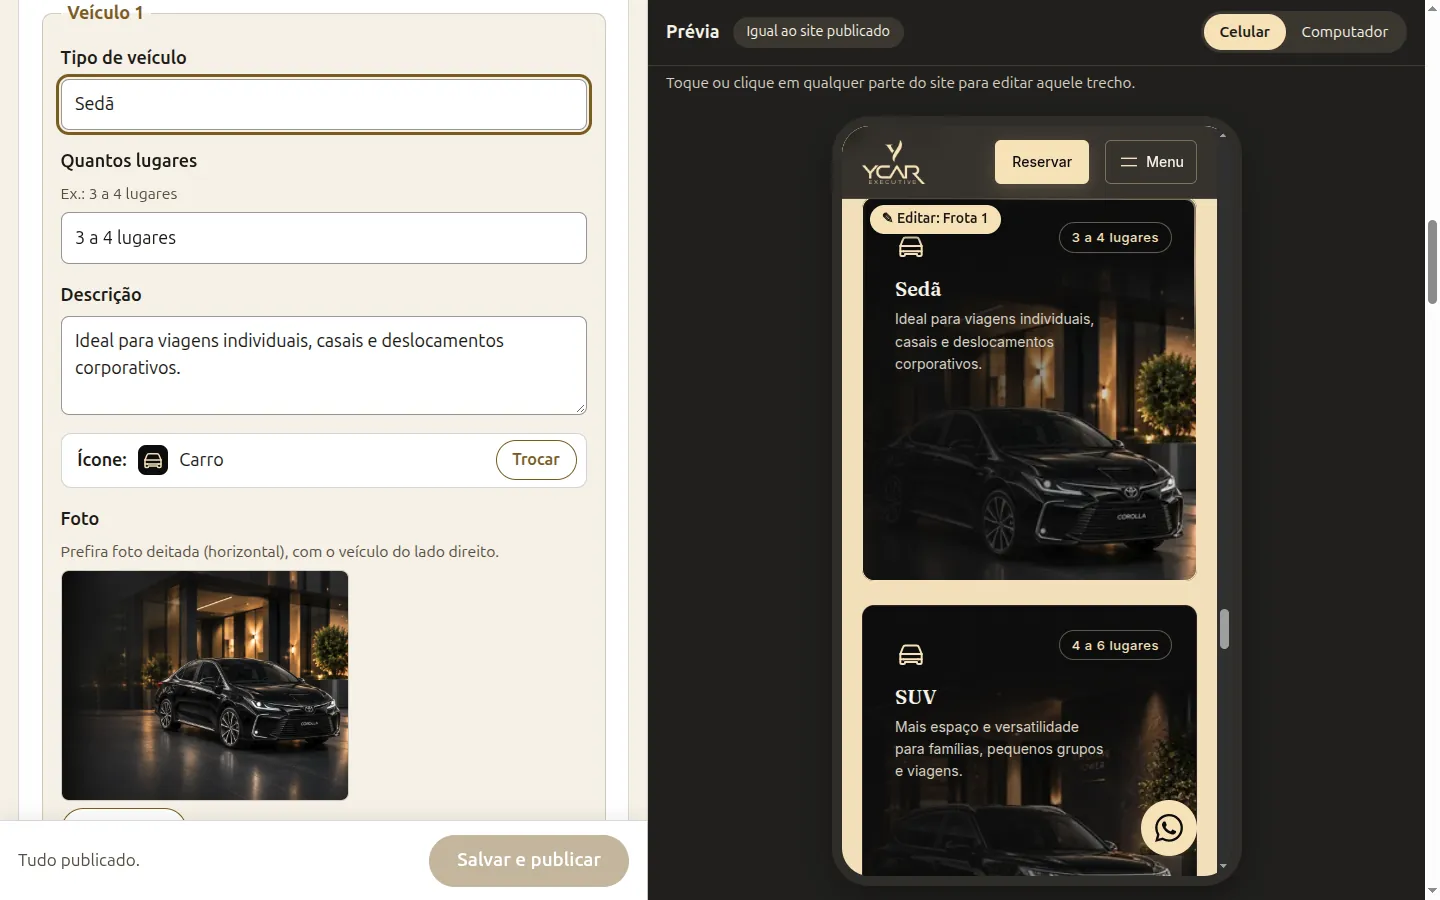 Veículo 1
Tipo de veículo
Sedã
Quantos lugares
Ex.: 3 a 4 lugares
3 a 4 lugares
Descrição
Ideal para viagens individuais, casais e deslocamentos
corporativos.
Ícone: Carro Trocar
Foto
Prefira foto deitada (horizontal), com o veículo do lado direito.
COROLLA
Tudo publicado.
Salvar e publicar
Prévia Igual ao site publicado
Celular Computador
Toque ou clique em qualquer parte do site para editar aquele trecho.
YCAR
EXECUTIVE
Reservar
Menu
✎ Editar: Frota 1
3 a 4 lugares
Sedã
Ideal para viagens individuais,
casais e deslocamentos
corporativos.
COROLLA
4 a 6 lugares
SUV
Mais espaço e versatilidade
para famílias, pequenos grupos
e viagens.